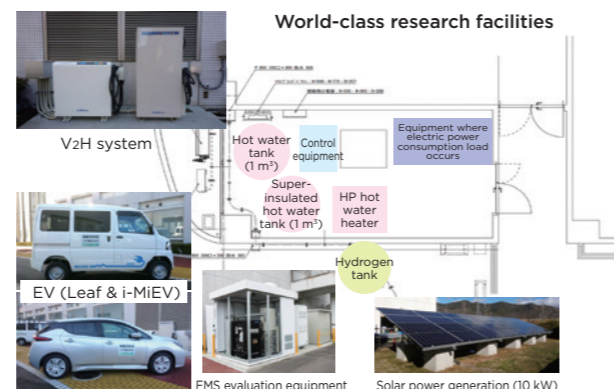 World-class research facilities
V2H system
Hot water
tank
(1 m³)
Control
equipment
Equipment where
electric power
consumption load
occurs
Super-
insulated
hot water
tank (1 m³)
HP hot
water
heater
Hydrogen
tank
EV (Leaf & i-MiEV)
EMS evaluation equipment
Solar power generation (10 kW)